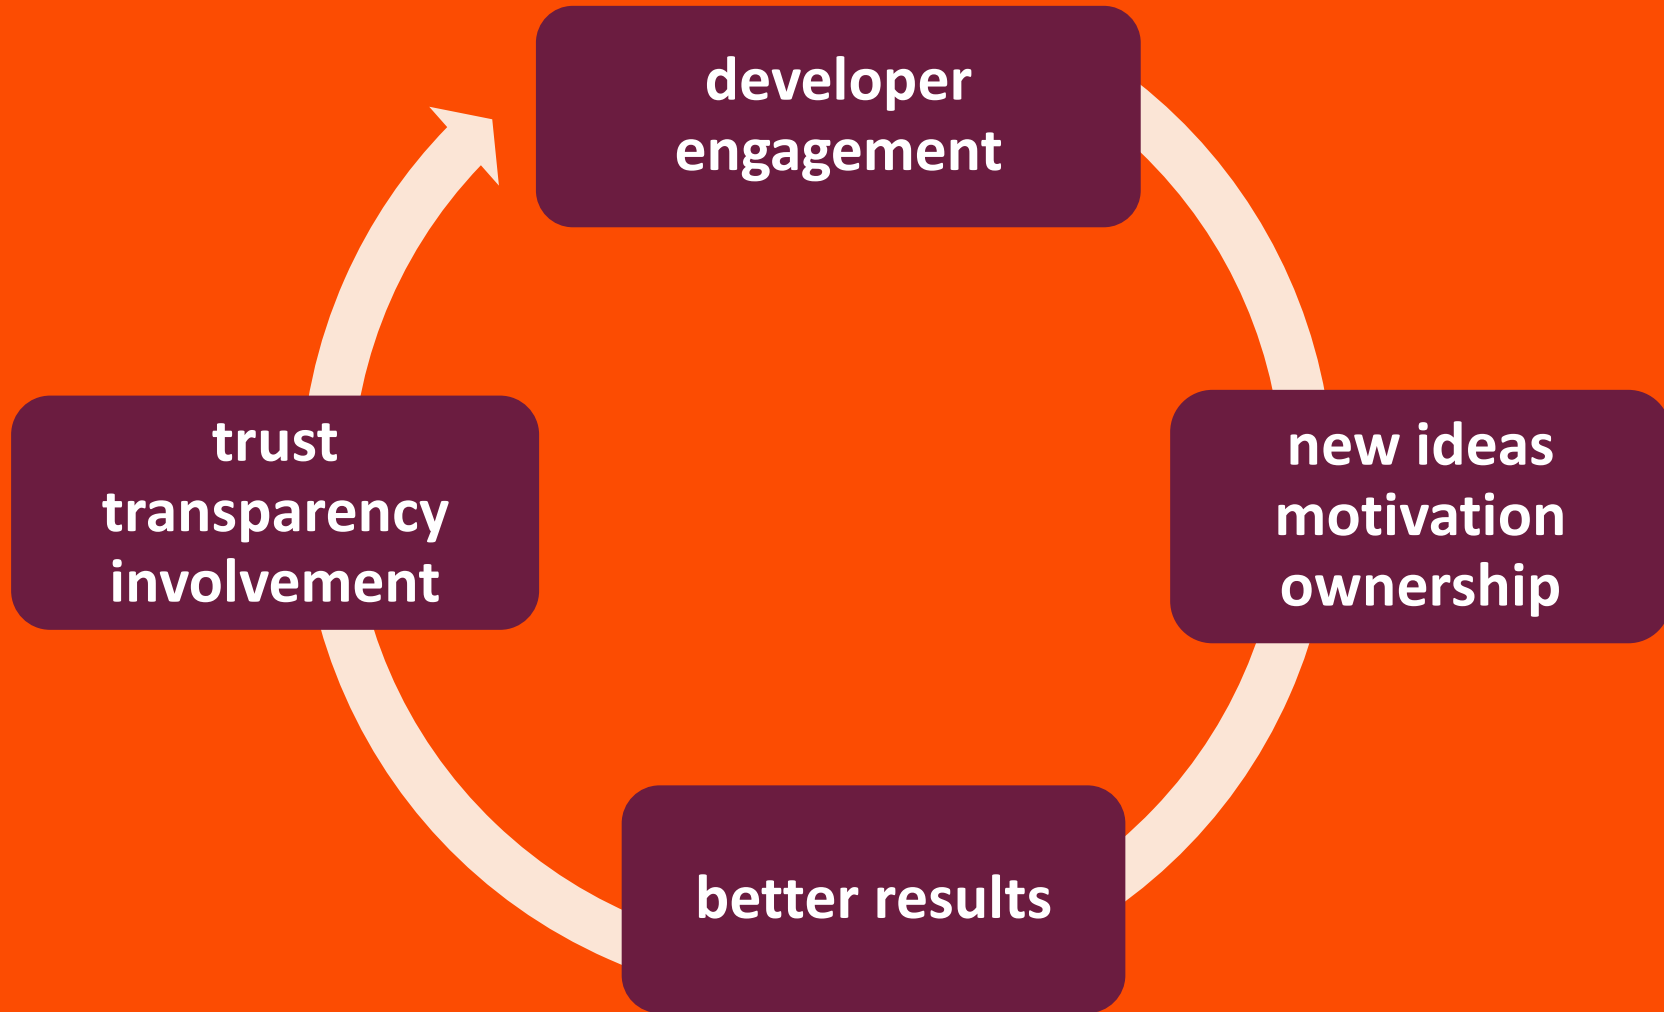 developer
engagement
trust
transparency
involvement
new ideas
motivation
ownership
better results